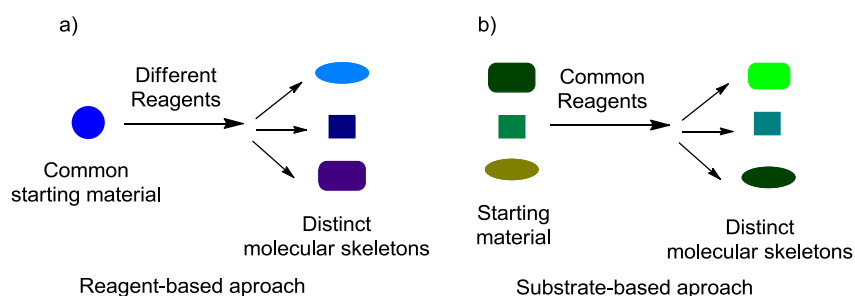 a)
Different
Reagents
Common
starting material
Distinct
molecular skeletons
Reagent-based aproach
b)
Common
Reagents
Starting
material
Distinct
molecular skeletons
Substrate-based aproach